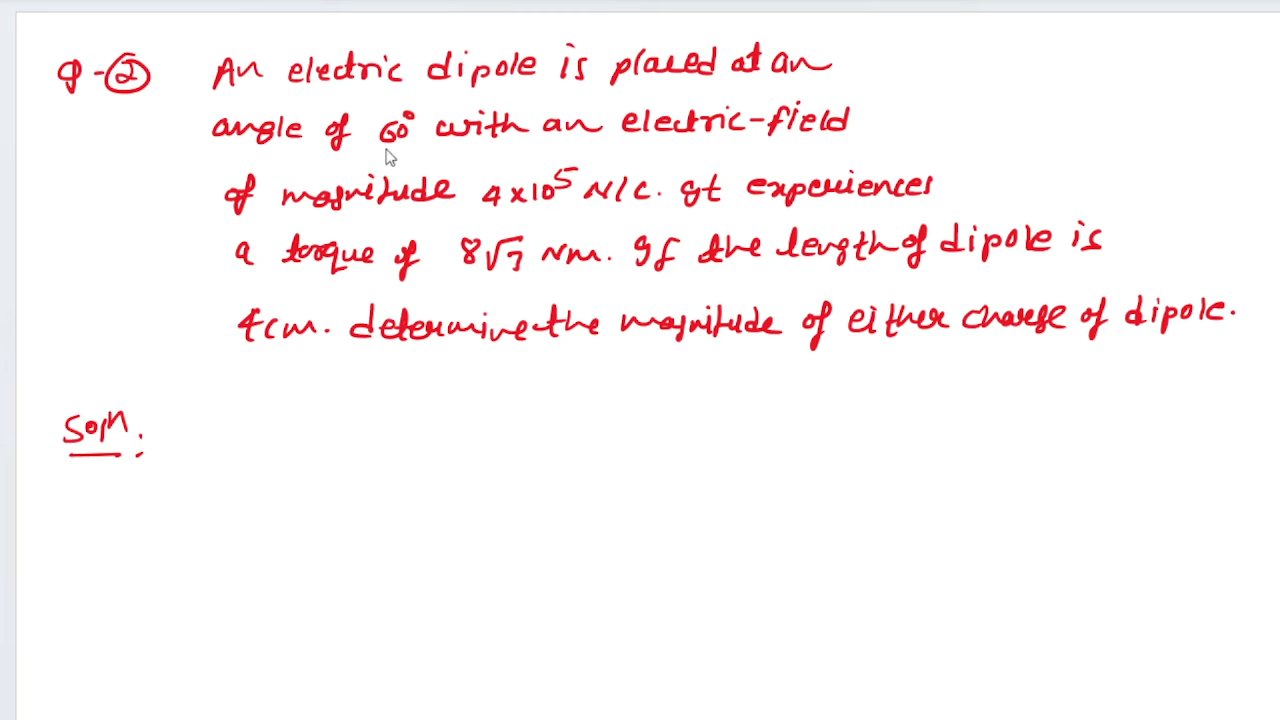 Q-② An electric dipole is placed at an
angle of 60° with an electric-field
of magnitude 4×10⁵ N/C. It experiences
a torque of 8√3 Nm. If the length of dipole is
4cm. determine the magnitude of either charge of dipole.
Soln: